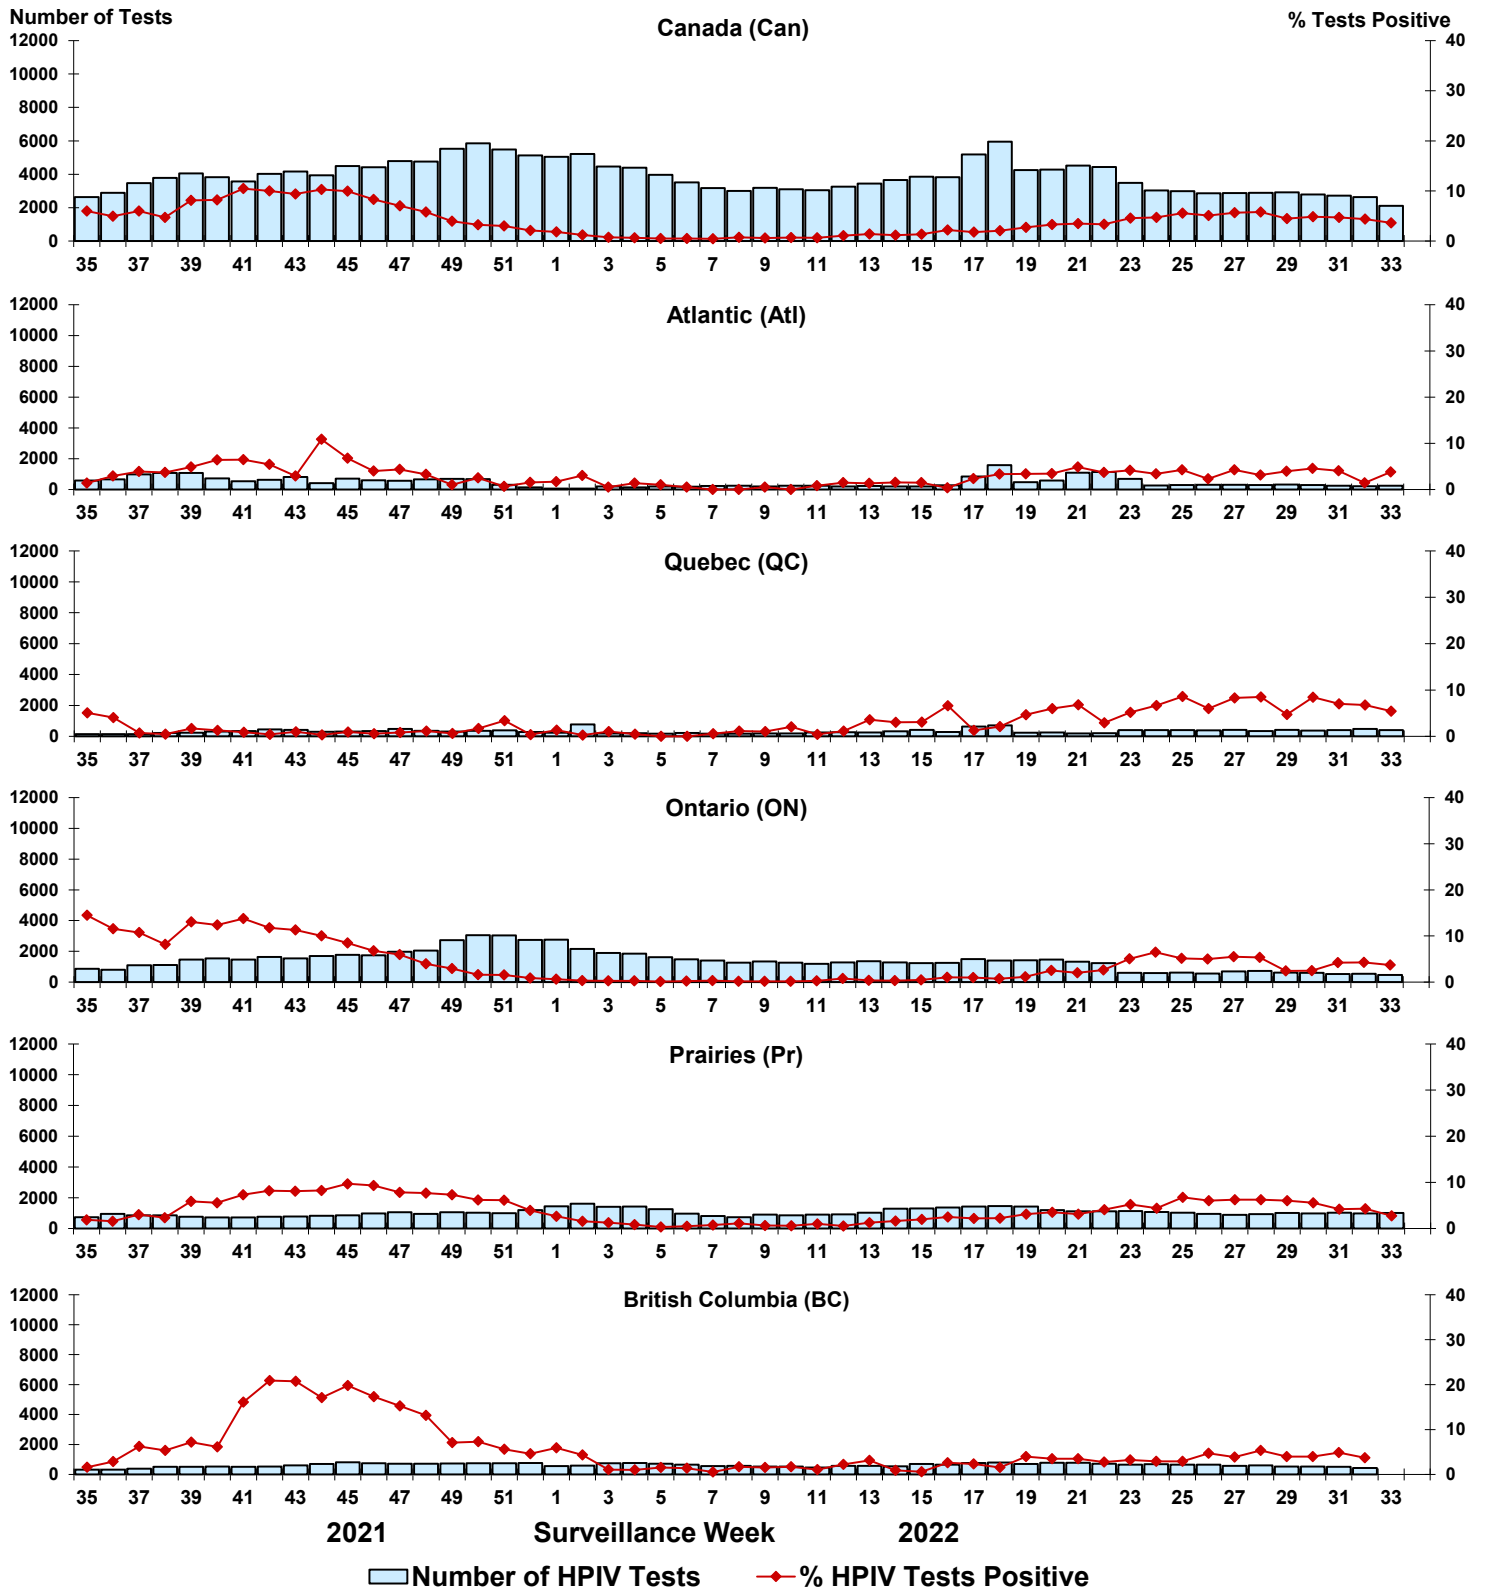 Number of Tests
Canada (Can)
% Tests Positive
12000 40
10000 30
8000
6000 20
4000 10
2000
0 0
35 37 39 41 43 45 47 49 51 1 3 5 7 9 11 13 15 17 19 21 23 25 27 29 31 33
Atlantic (Atl)
12000 40
10000 30
8000
6000 20
4000 10
2000
0 0
35 37 39 41 43 45 47 49 51 1 3 5 7 9 11 13 15 17 19 21 23 25 27 29 31 33
Quebec (QC)
12000 40
10000 30
8000
6000 20
4000 10
2000
0 0
35 37 39 41 43 45 47 49 51 1 3 5 7 9 11 13 15 17 19 21 23 25 27 29 31 33
Ontario (ON)
12000 40
10000 30
8000
6000 20
4000 10
2000
0 0
35 37 39 41 43 45 47 49 51 1 3 5 7 9 11 13 15 17 19 21 23 25 27 29 31 33
Prairies (Pr)
12000 40
10000 30
8000
6000 20
4000 10
2000
0 0
35 37 39 41 43 45 47 49 51 1 3 5 7 9 11 13 15 17 19 21 23 25 27 29 31 33
British Columbia (BC)
12000 40
10000 30
8000
6000 20
4000 10
2000
0 0
35 37 39 41 43 45 47 49 51 1 3 5 7 9 11 13 15 17 19 21 23 25 27 29 31 33
2021 Surveillance Week 2022
Number of HPIV Tests % HPIV Tests Positive